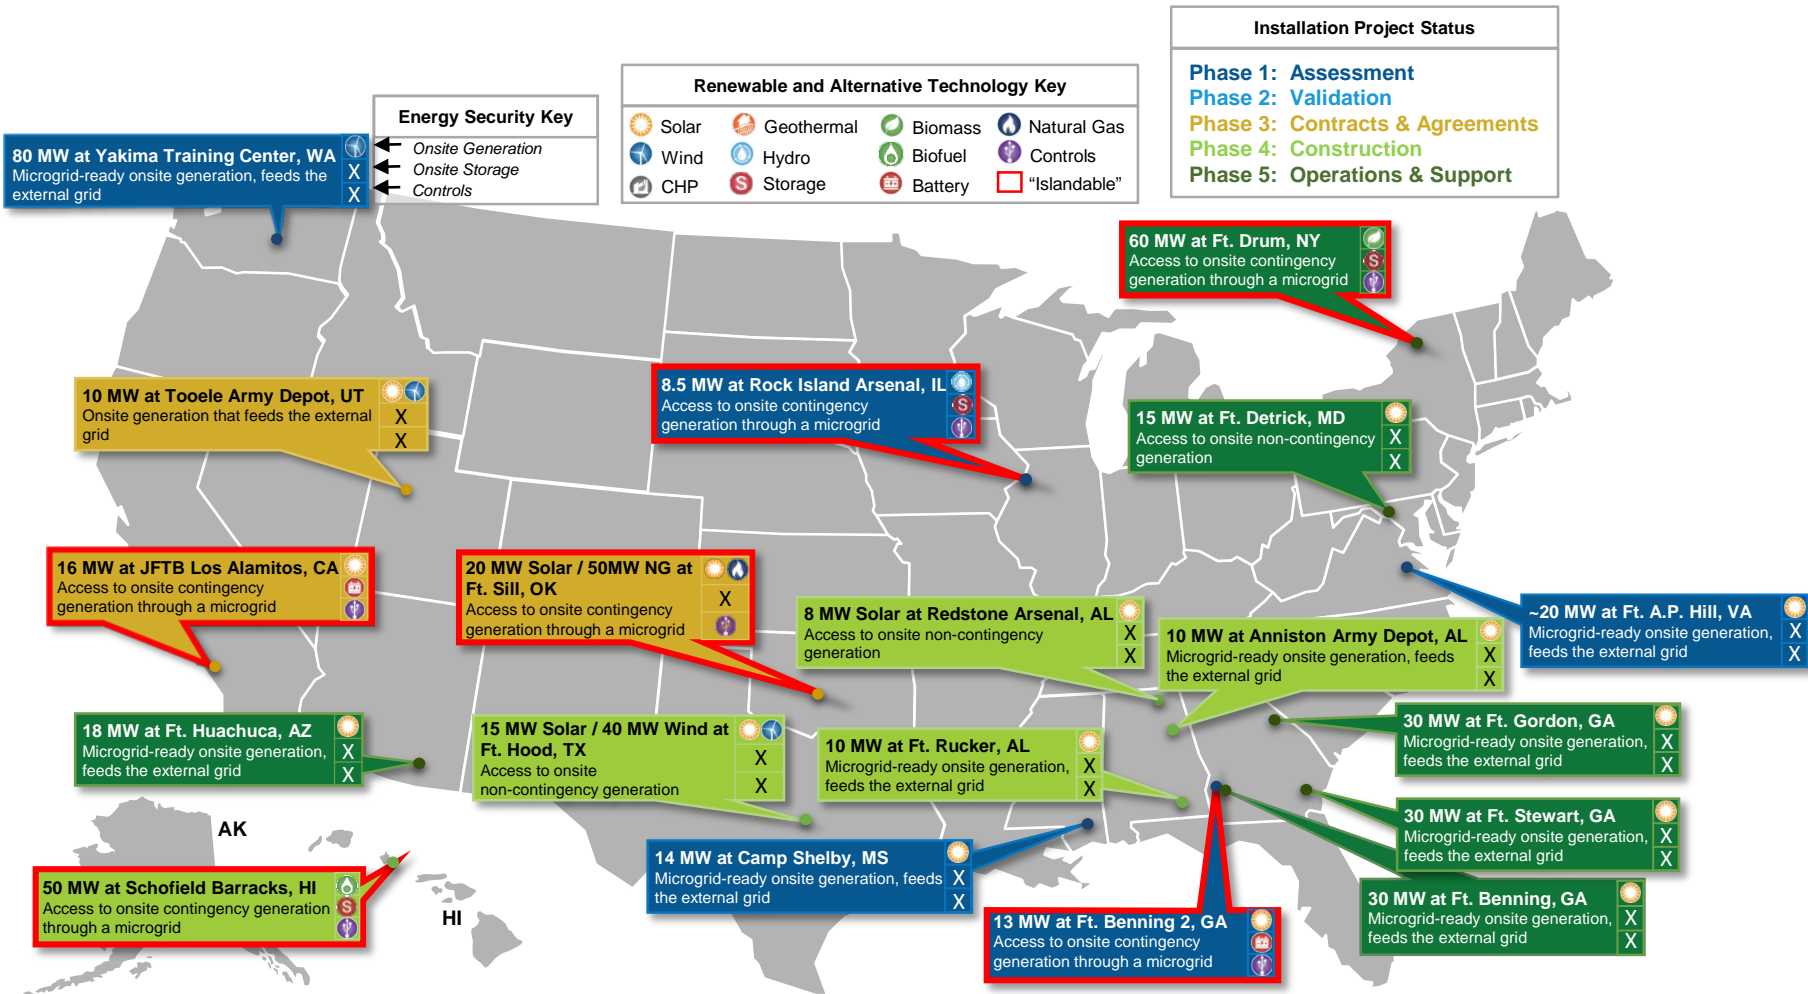 Installation Project Status
Phase 1: Assessment
Phase 2: Validation
Phase 3: Contracts & Agreements
Phase 4: Construction
Phase 5: Operations & Support
Renewable and Alternative Technology Key
Solar
Geothermal
Biomass
Natural Gas
Wind
Hydro
Biofuel
Controls
CHP
S
Storage
Battery
“Islandable”
Energy Security Key
Onsite Generation
Onsite Storage
Controls
80 MW at Yakima Training Center, WA
Microgrid-ready onsite generation, feeds the
external grid
X
X
60 MW at Ft. Drum, NY
Access to onsite contingency
generation through a microgrid
S
10 MW at Tooele Army Depot, UT
Onsite generation that feeds the external
grid
X
X
8.5 MW at Rock Island Arsenal, IL
Access to onsite contingency
generation through a microgrid
S
15 MW at Ft. Detrick, MD
Access to onsite non-contingency
generation
X
X
16 MW at JFTB Los Alamitos, CA
Access to onsite contingency
generation through a microgrid
20 MW Solar / 50MW NG at
Ft. Sill, OK
Access to onsite contingency
generation through a microgrid
X
8 MW Solar at Redstone Arsenal, AL
Access to onsite non-contingency
generation
X
X
10 MW at Anniston Army Depot, AL
Microgrid-ready onsite generation, feeds
the external grid
X
X
~20 MW at Ft. A.P. Hill, VA
Microgrid-ready onsite generation,
feeds the external grid
X
X
18 MW at Ft. Huachuca, AZ
Microgrid-ready onsite generation,
feeds the external grid
X
X
15 MW Solar / 40 MW Wind at
Ft. Hood, TX
Access to onsite
non-contingency generation
X
X
10 MW at Ft. Rucker, AL
Microgrid-ready onsite generation,
feeds the external grid
X
X
30 MW at Ft. Gordon, GA
Microgrid-ready onsite generation,
feeds the external grid
X
X
30 MW at Ft. Stewart, GA
Microgrid-ready onsite generation,
feeds the external grid
X
X
AK
HI
50 MW at Schofield Barracks, HI
Access to onsite contingency generation
through a microgrid
S
14 MW at Camp Shelby, MS
Microgrid-ready onsite generation, feeds
the external grid
X
X
13 MW at Ft. Benning 2, GA
Access to onsite contingency
generation through a microgrid
30 MW at Ft. Benning, GA
Microgrid-ready onsite generation,
feeds the external grid
X
X